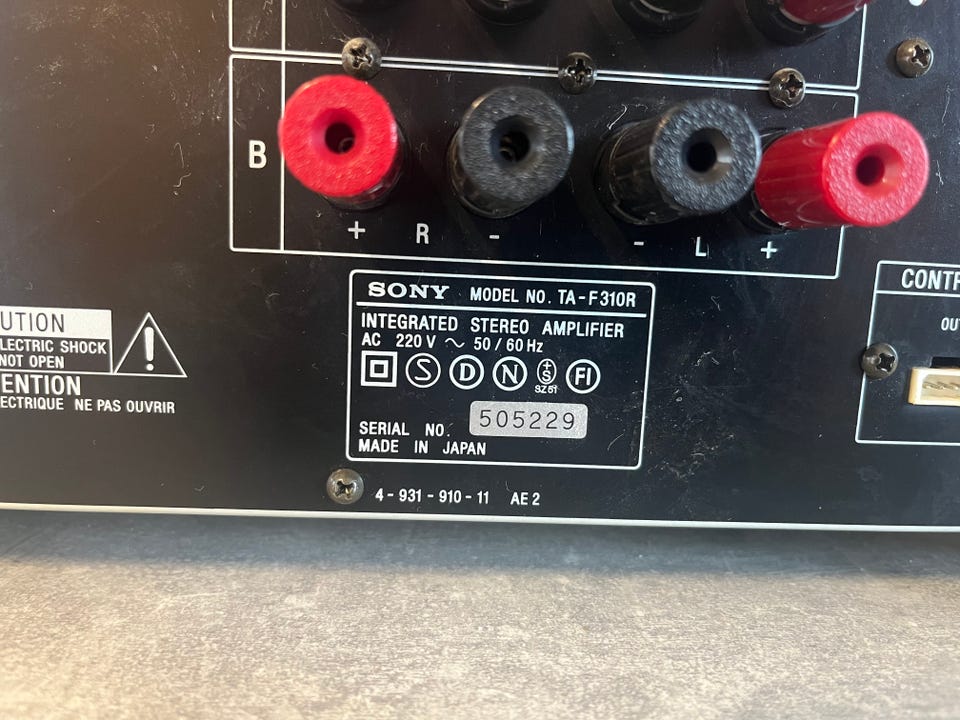 B
+ R - - L +
SONY MODEL NO. TA-F310R
INTEGRATED STEREO AMPLIFIER
AC 220 V ~ 50 / 60 Hz
S D N +S FI
SZ 61
SERIAL NO. 505229
MADE IN JAPAN
4-931-910-11 AE 2
UTION
LECTRIC SHOCK
NOT OPEN
ENTION
ECTRIQUE NE PAS OUVRIR
!
CONTR
OU